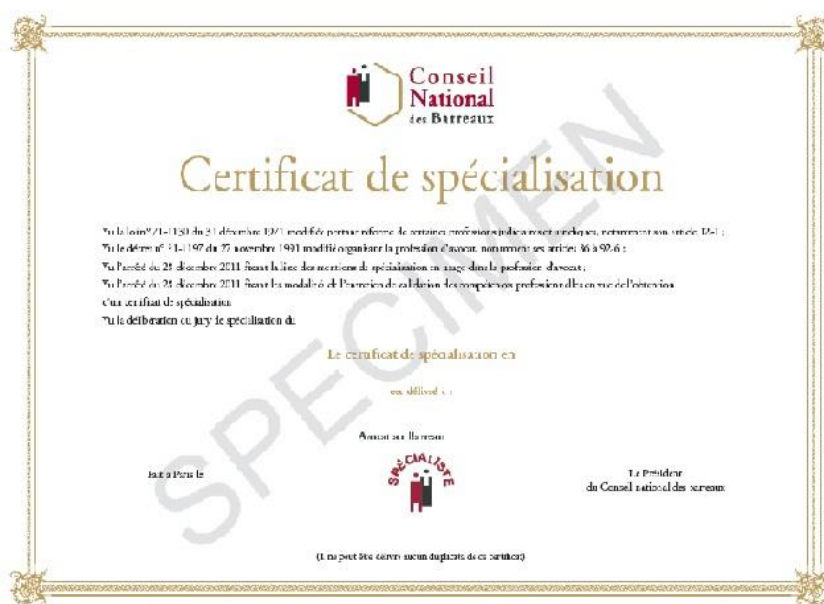 Conseil
National
des Barreaux
Certificat de spécialisation
Vu la loi n° 71-1130 du 31 décembre 1971 modifiée portant réforme de certaines professions judiciaires et juridiques, notamment son article 12-1 ;
Vu le décret n° 91-1197 du 27 novembre 1991 modifié organisant la profession d'avocat, notamment ses articles 86 à 92-6 ;
Vu l'arrêté du 28 décembre 2011 fixant la liste des mentions de spécialisation en usage dans la profession d'avocat ;
Vu l'arrêté du 28 décembre 2011 fixant les modalités de l'entretien de validation des compétences professionnelles en vue de l'obtention
d'un certificat de spécialisation
Vu la délibération du jury de spécialisation du
SPECIMEN
Le certificat de spécialisation en
est délivré à :
Avocat au Barreau
Fait à Paris le
SPÉCIALISTE
Le Président
du Conseil national des barreaux
(Il ne peut être délivré aucun duplicata de ce certificat)